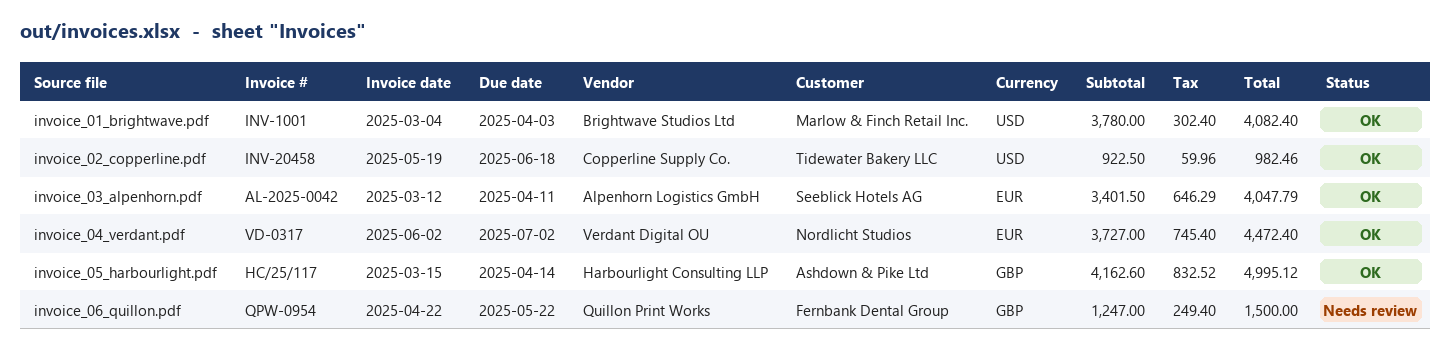 out/invoices.xlsx - sheet "Invoices"
Source file Invoice # Invoice date Due date Vendor Customer Currency Subtotal Tax Total Status
invoice_01_brightwave.pdf INV-1001 2025-03-04 2025-04-03 Brightwave Studios Ltd Marlow & Finch Retail Inc. USD 3,780.00 302.40 4,082.40 OK
invoice_02_copperline.pdf INV-20458 2025-05-19 2025-06-18 Copperline Supply Co. Tidewater Bakery LLC USD 922.50 59.96 982.46 OK
invoice_03_alpenhorn.pdf AL-2025-0042 2025-03-12 2025-04-11 Alpenhorn Logistics GmbH Seeblick Hotels AG EUR 3,401.50 646.29 4,047.79 OK
invoice_04_verdant.pdf VD-0317 2025-06-02 2025-07-02 Verdant Digital OU Nordlicht Studios EUR 3,727.00 745.40 4,472.40 OK
invoice_05_harbourlight.pdf HC/25/117 2025-03-15 2025-04-14 Harbourlight Consulting LLP Ashdown & Pike Ltd GBP 4,162.60 832.52 4,995.12 OK
invoice_06_quillon.pdf QPW-0954 2025-04-22 2025-05-22 Quillon Print Works Fernbank Dental Group GBP 1,247.00 249.40 1,500.00 Needs review